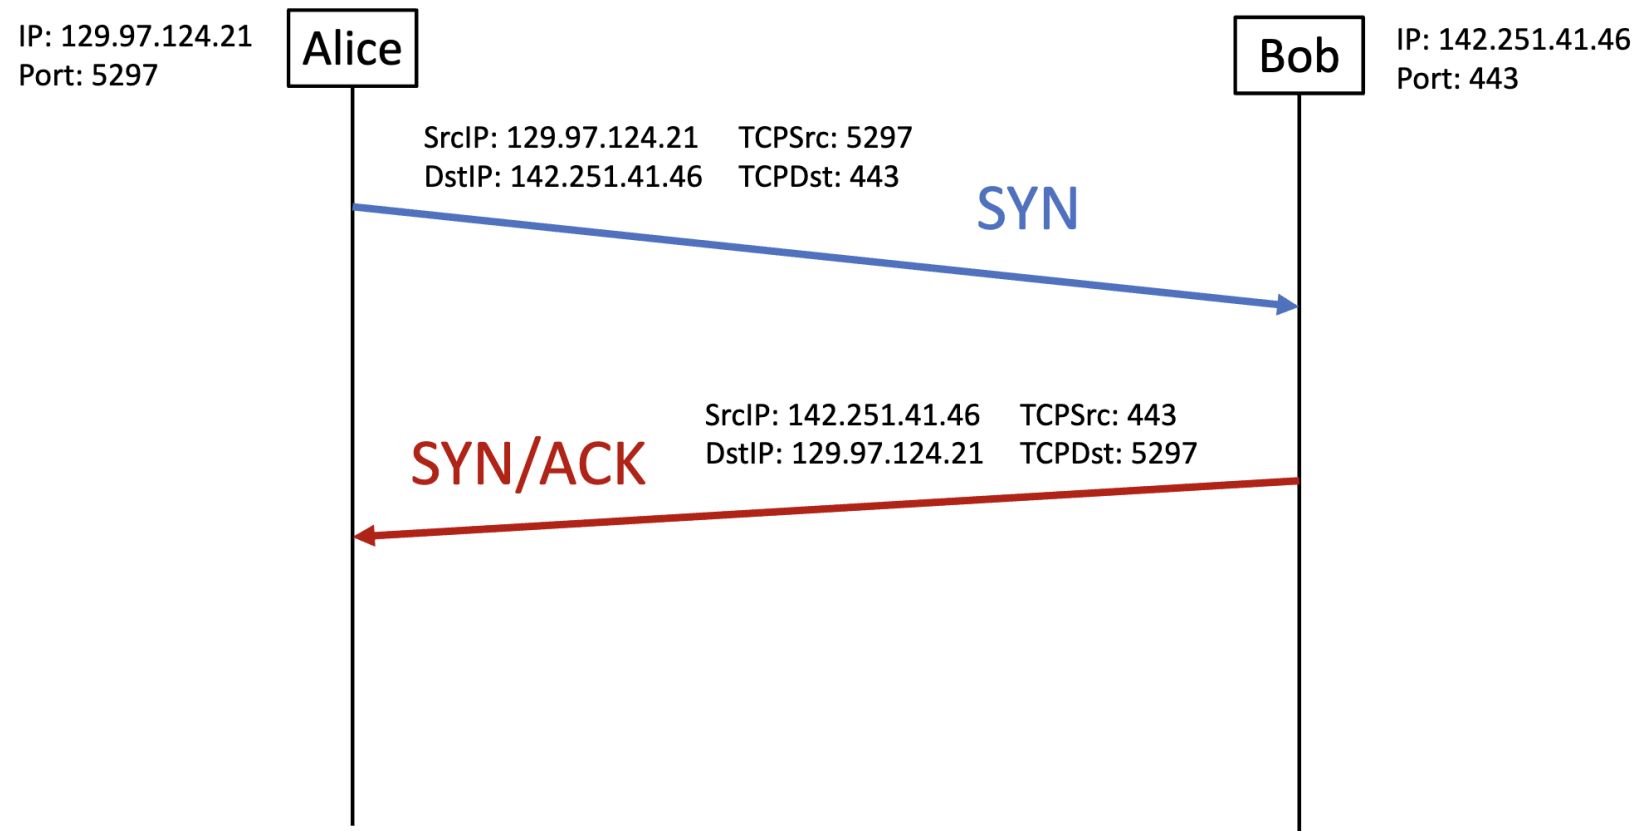 IP: 129.97.124.21
Port: 5297
Alice
Bob
IP: 142.251.41.46
Port: 443
SrcIP: 129.97.124.21 TCPSrc: 5297
DstIP: 142.251.41.46 TCPDst: 443
SYN
SrcIP: 142.251.41.46 TCPSrc: 443
DstIP: 129.97.124.21 TCPDst: 5297
SYN/ACK